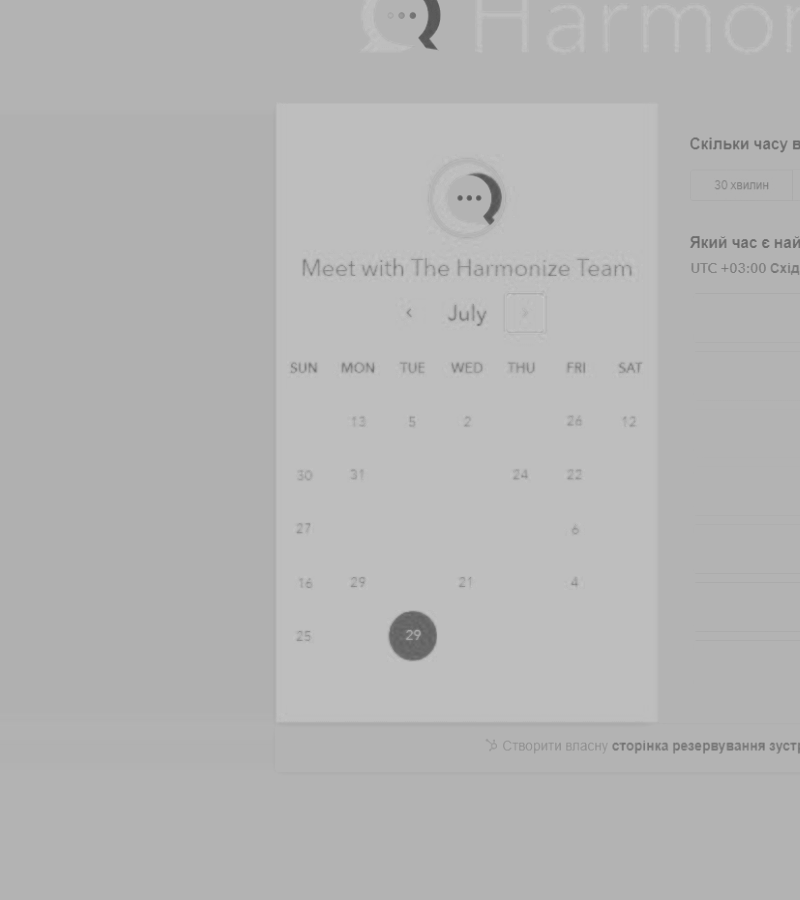 Harmon
Meet with The Harmonize Team
‹ July ›
SUN MON TUE WED THU FRI SAT
13 5 2 26 12
30 31 24 22
27 6
16 29 21 4
25 29
Скільки часу в
30 хвилин
Який час є най
UTC +03:00 Схід
Створити власну сторінка резервування зустр